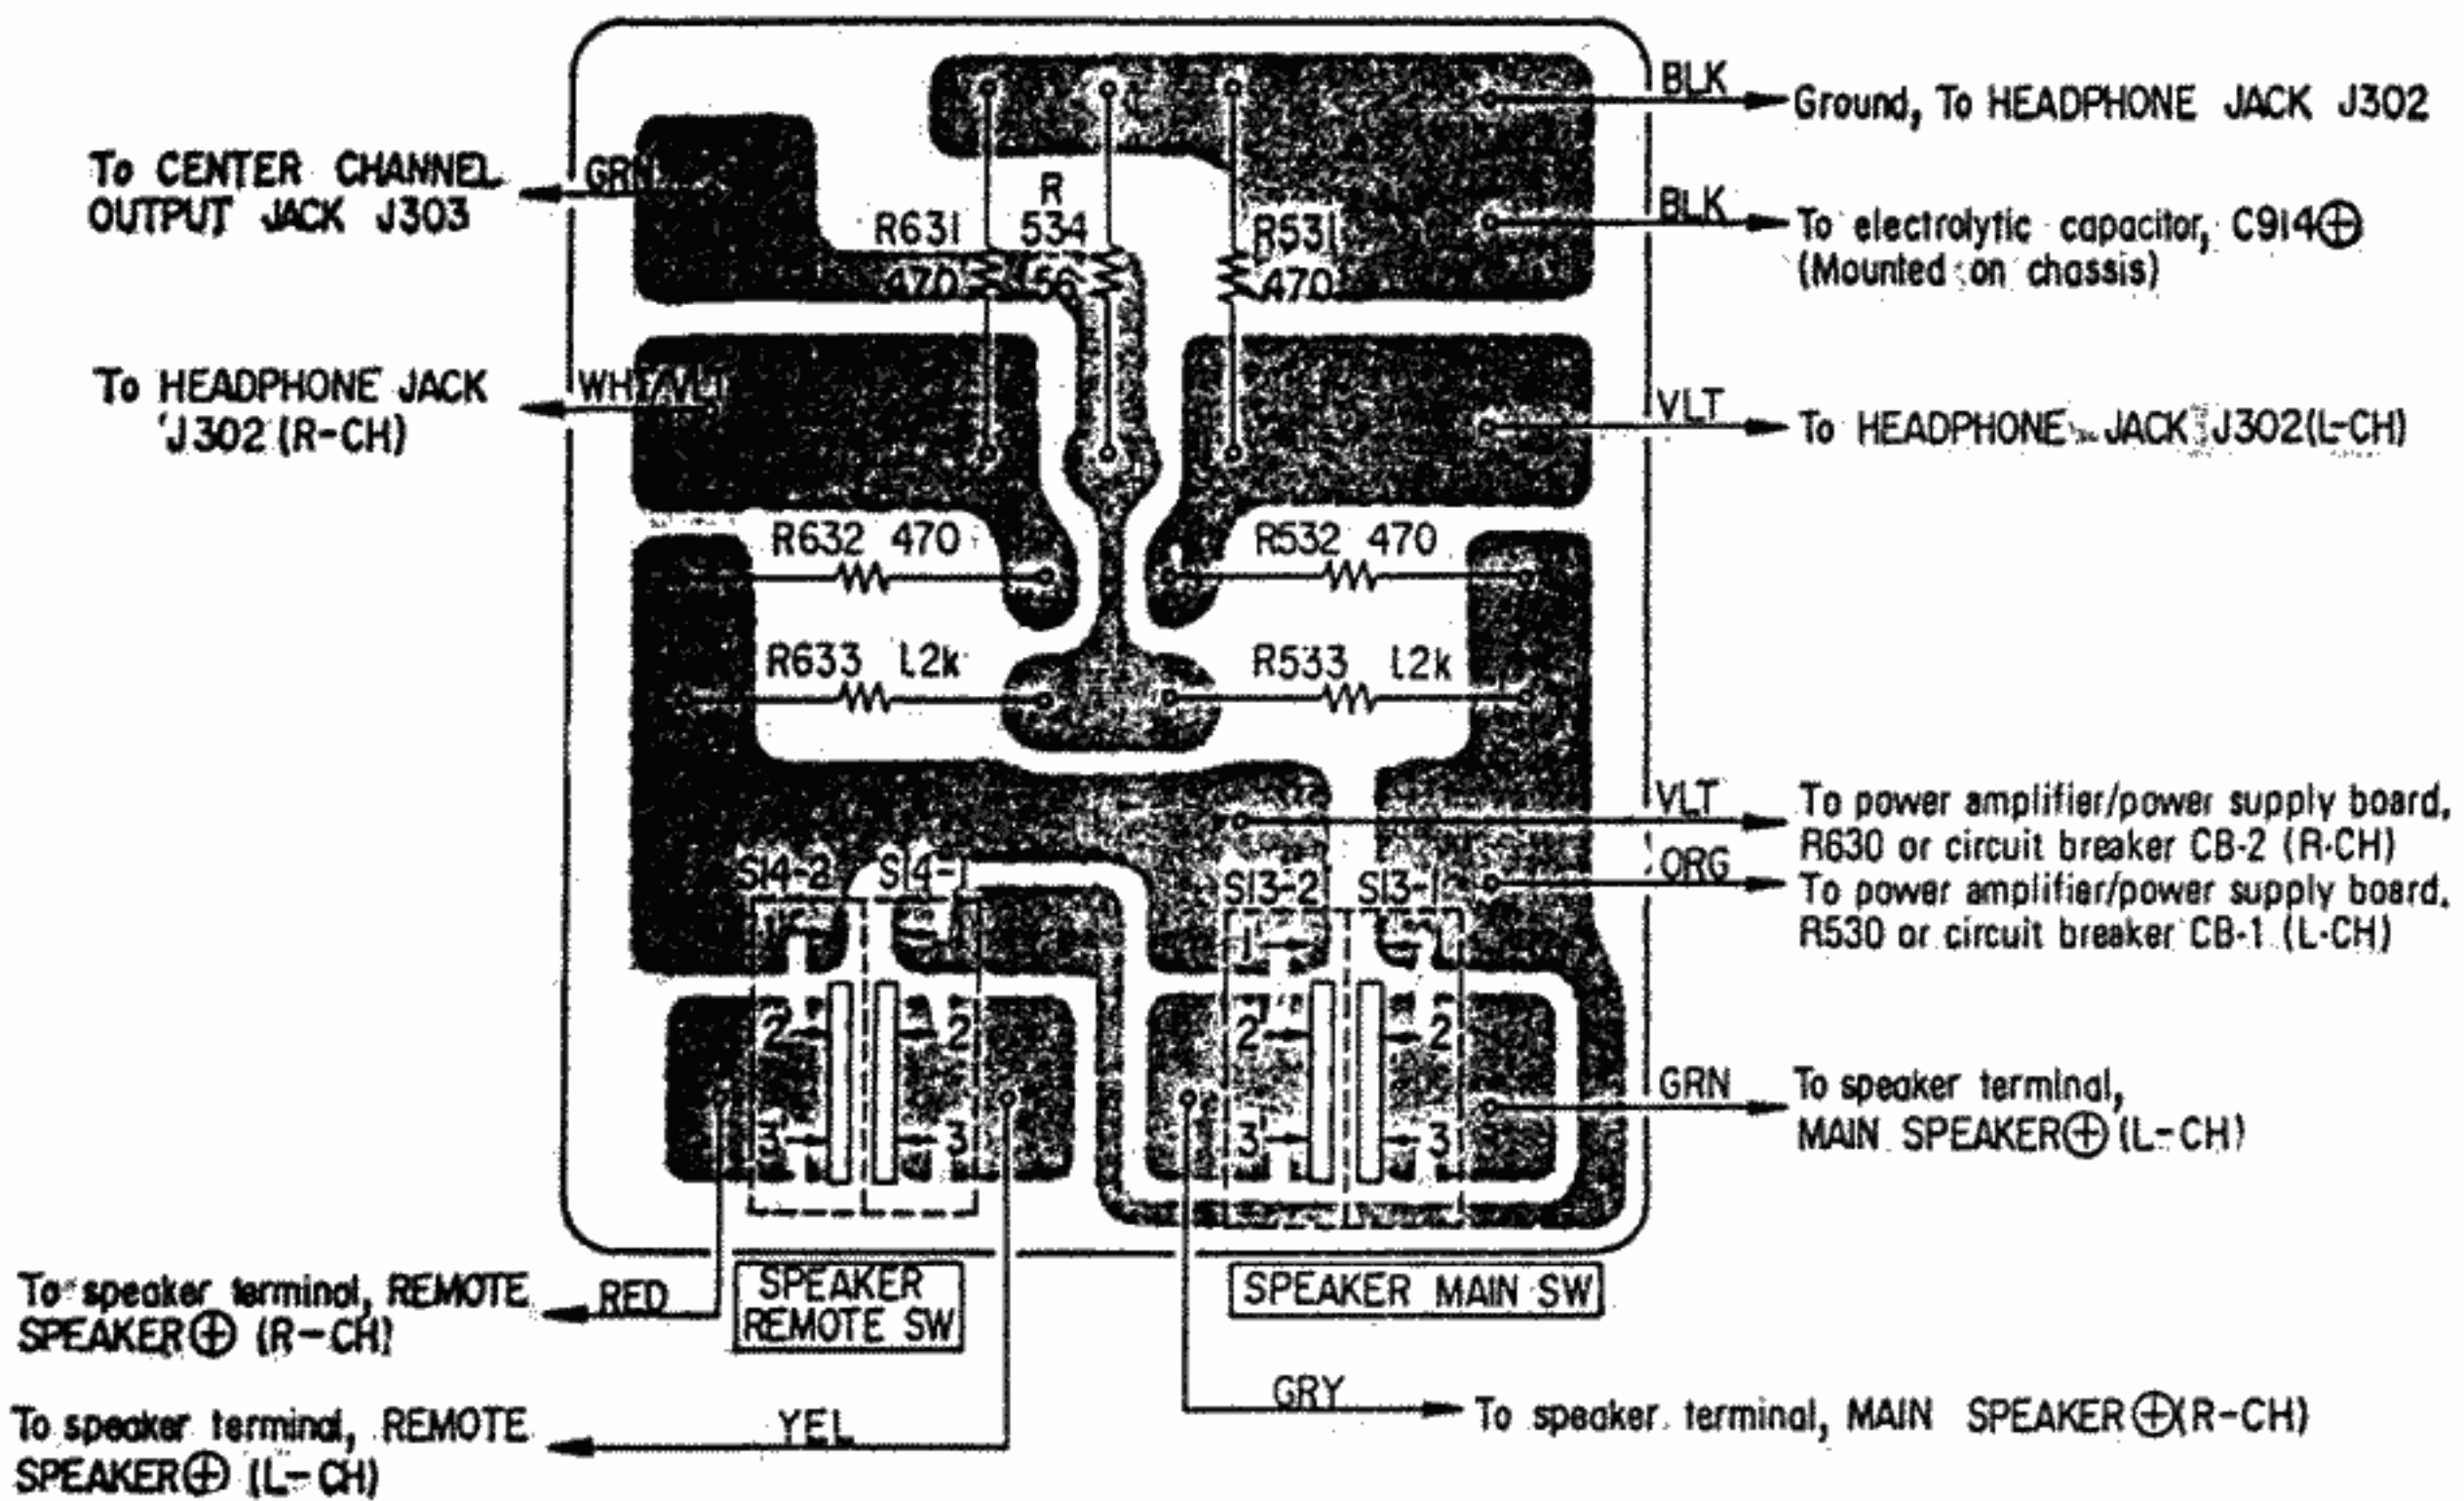 BLK
Ground, To HEADPHONE JACK J302
To CENTER CHANNEL
OUTPUT JACK J303
GRN
BLK
To electrolytic capacitor, C914⊕
(Mounted on chassis)
R631
470
R
534
56
R531
470
To HEADPHONE JACK
J302 (R-CH)
WHT/VLT
VLT
To HEADPHONE JACK J302(L-CH)
R632 470
R532 470
R633 1.2k
R533 1.2k
VLT
To power amplifier/power supply board,
R630 or circuit breaker CB-2 (R-CH)
ORG
To power amplifier/power supply board,
R530 or circuit breaker CB-1 (L-CH)
S14-2 S14-1
S13-2 S13-1
1' 1
2' 2
2' 2
3' 3
3' 3
GRN
To speaker terminal,
MAIN SPEAKER⊕(L-CH)
To speaker terminal, REMOTE
SPEAKER⊕ (R-CH)
RED
SPEAKER
REMOTE SW
SPEAKER MAIN SW
To speaker terminal, REMOTE
SPEAKER⊕ (L-CH)
YEL
GRY
To speaker terminal, MAIN SPEAKER⊕(R-CH)